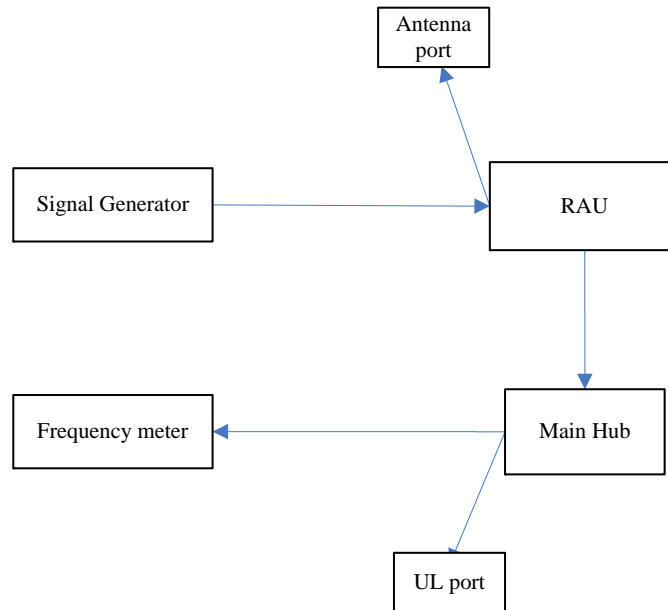 Antenna
port
Signal Generator
RAU
Frequency meter
Main Hub
UL port